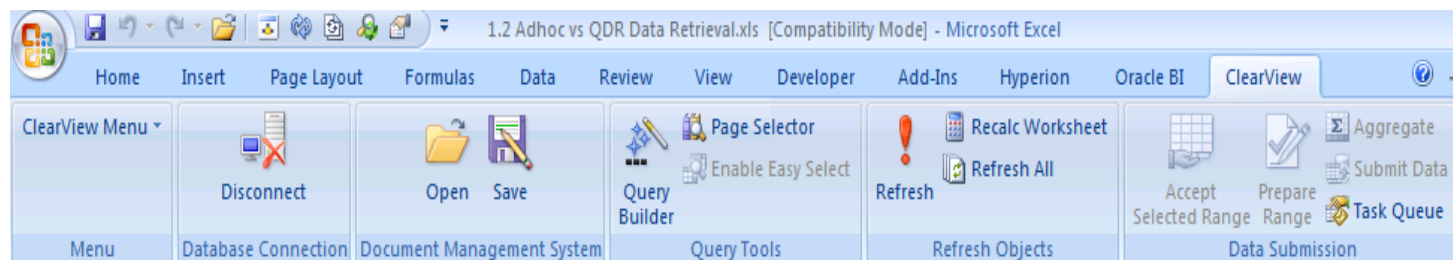 1.2 Adhoc vs QDR Data Retrieval.xls [Compatibility Mode] - Microsoft Excel
Home Insert Page Layout Formulas Data Review View Developer Add-Ins Hyperion Oracle BI ClearView
ClearView Menu
Disconnect
Open Save
Query
Builder
Page Selector
Enable Easy Select
Refresh
Recalc Worksheet
Refresh All
Accept
Selected Range
Prepare
Range
Aggregate
Submit Data
Task Queue
Menu Database Connection Document Management System Query Tools Refresh Objects Data Submission